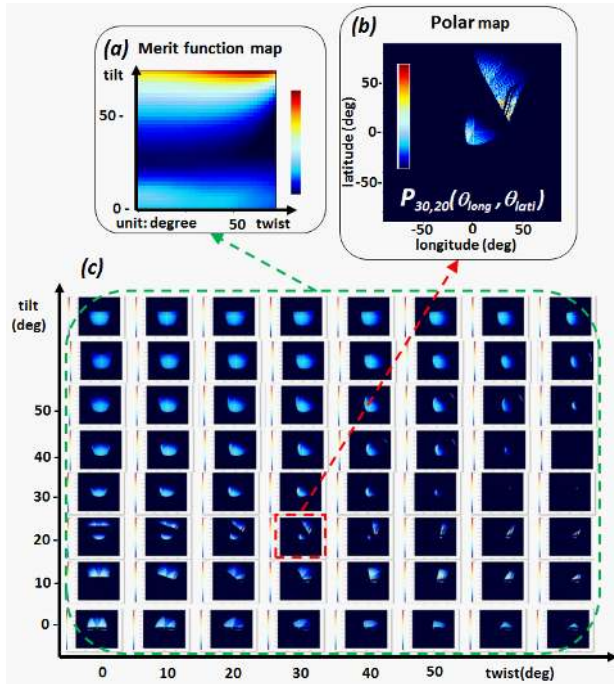 (a) Merit function map
tilt
50 -
0 -
unit: degree 50 twist
(b) Polar map
latitude (deg)
50-
0-
-50-
P30,20(θlong , θlati)
-50 0 50
longitude (deg)
(c)
tilt
(deg)
50
40
30
20
10
0
0 10 20 30 40 50 twist(deg)